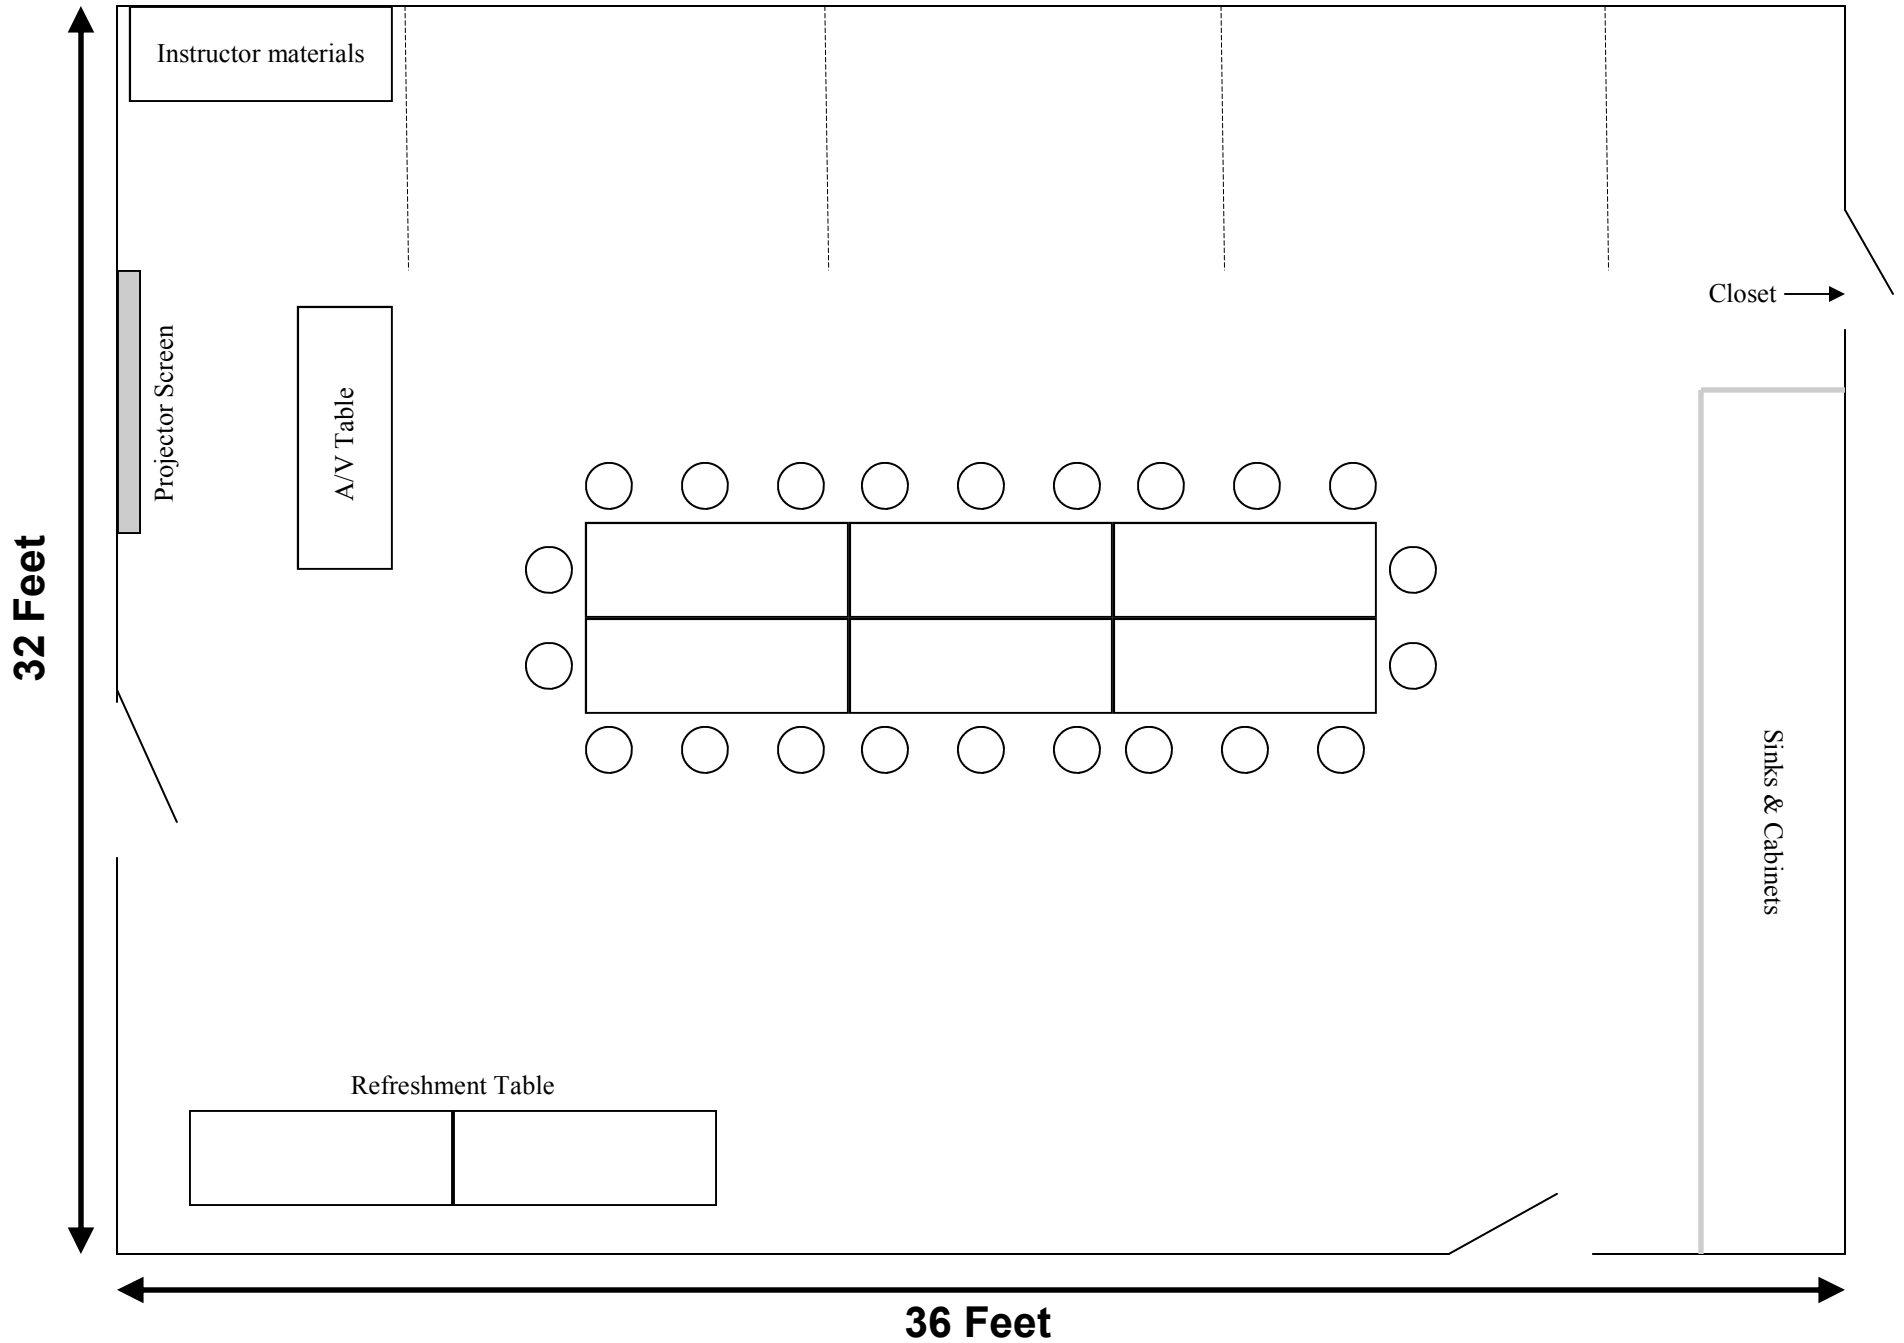 Instructor materials
Closet
Projector Screen
A/V Table
32 Feet
Sinks & Cabinets
Refreshment Table
36 Feet